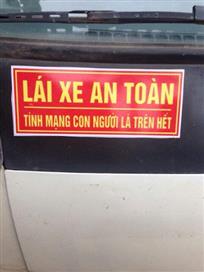 LÁI XE AN TOÀN
TÍNH MẠNG CON NGƯỜI LÀ TRÊN HẾT